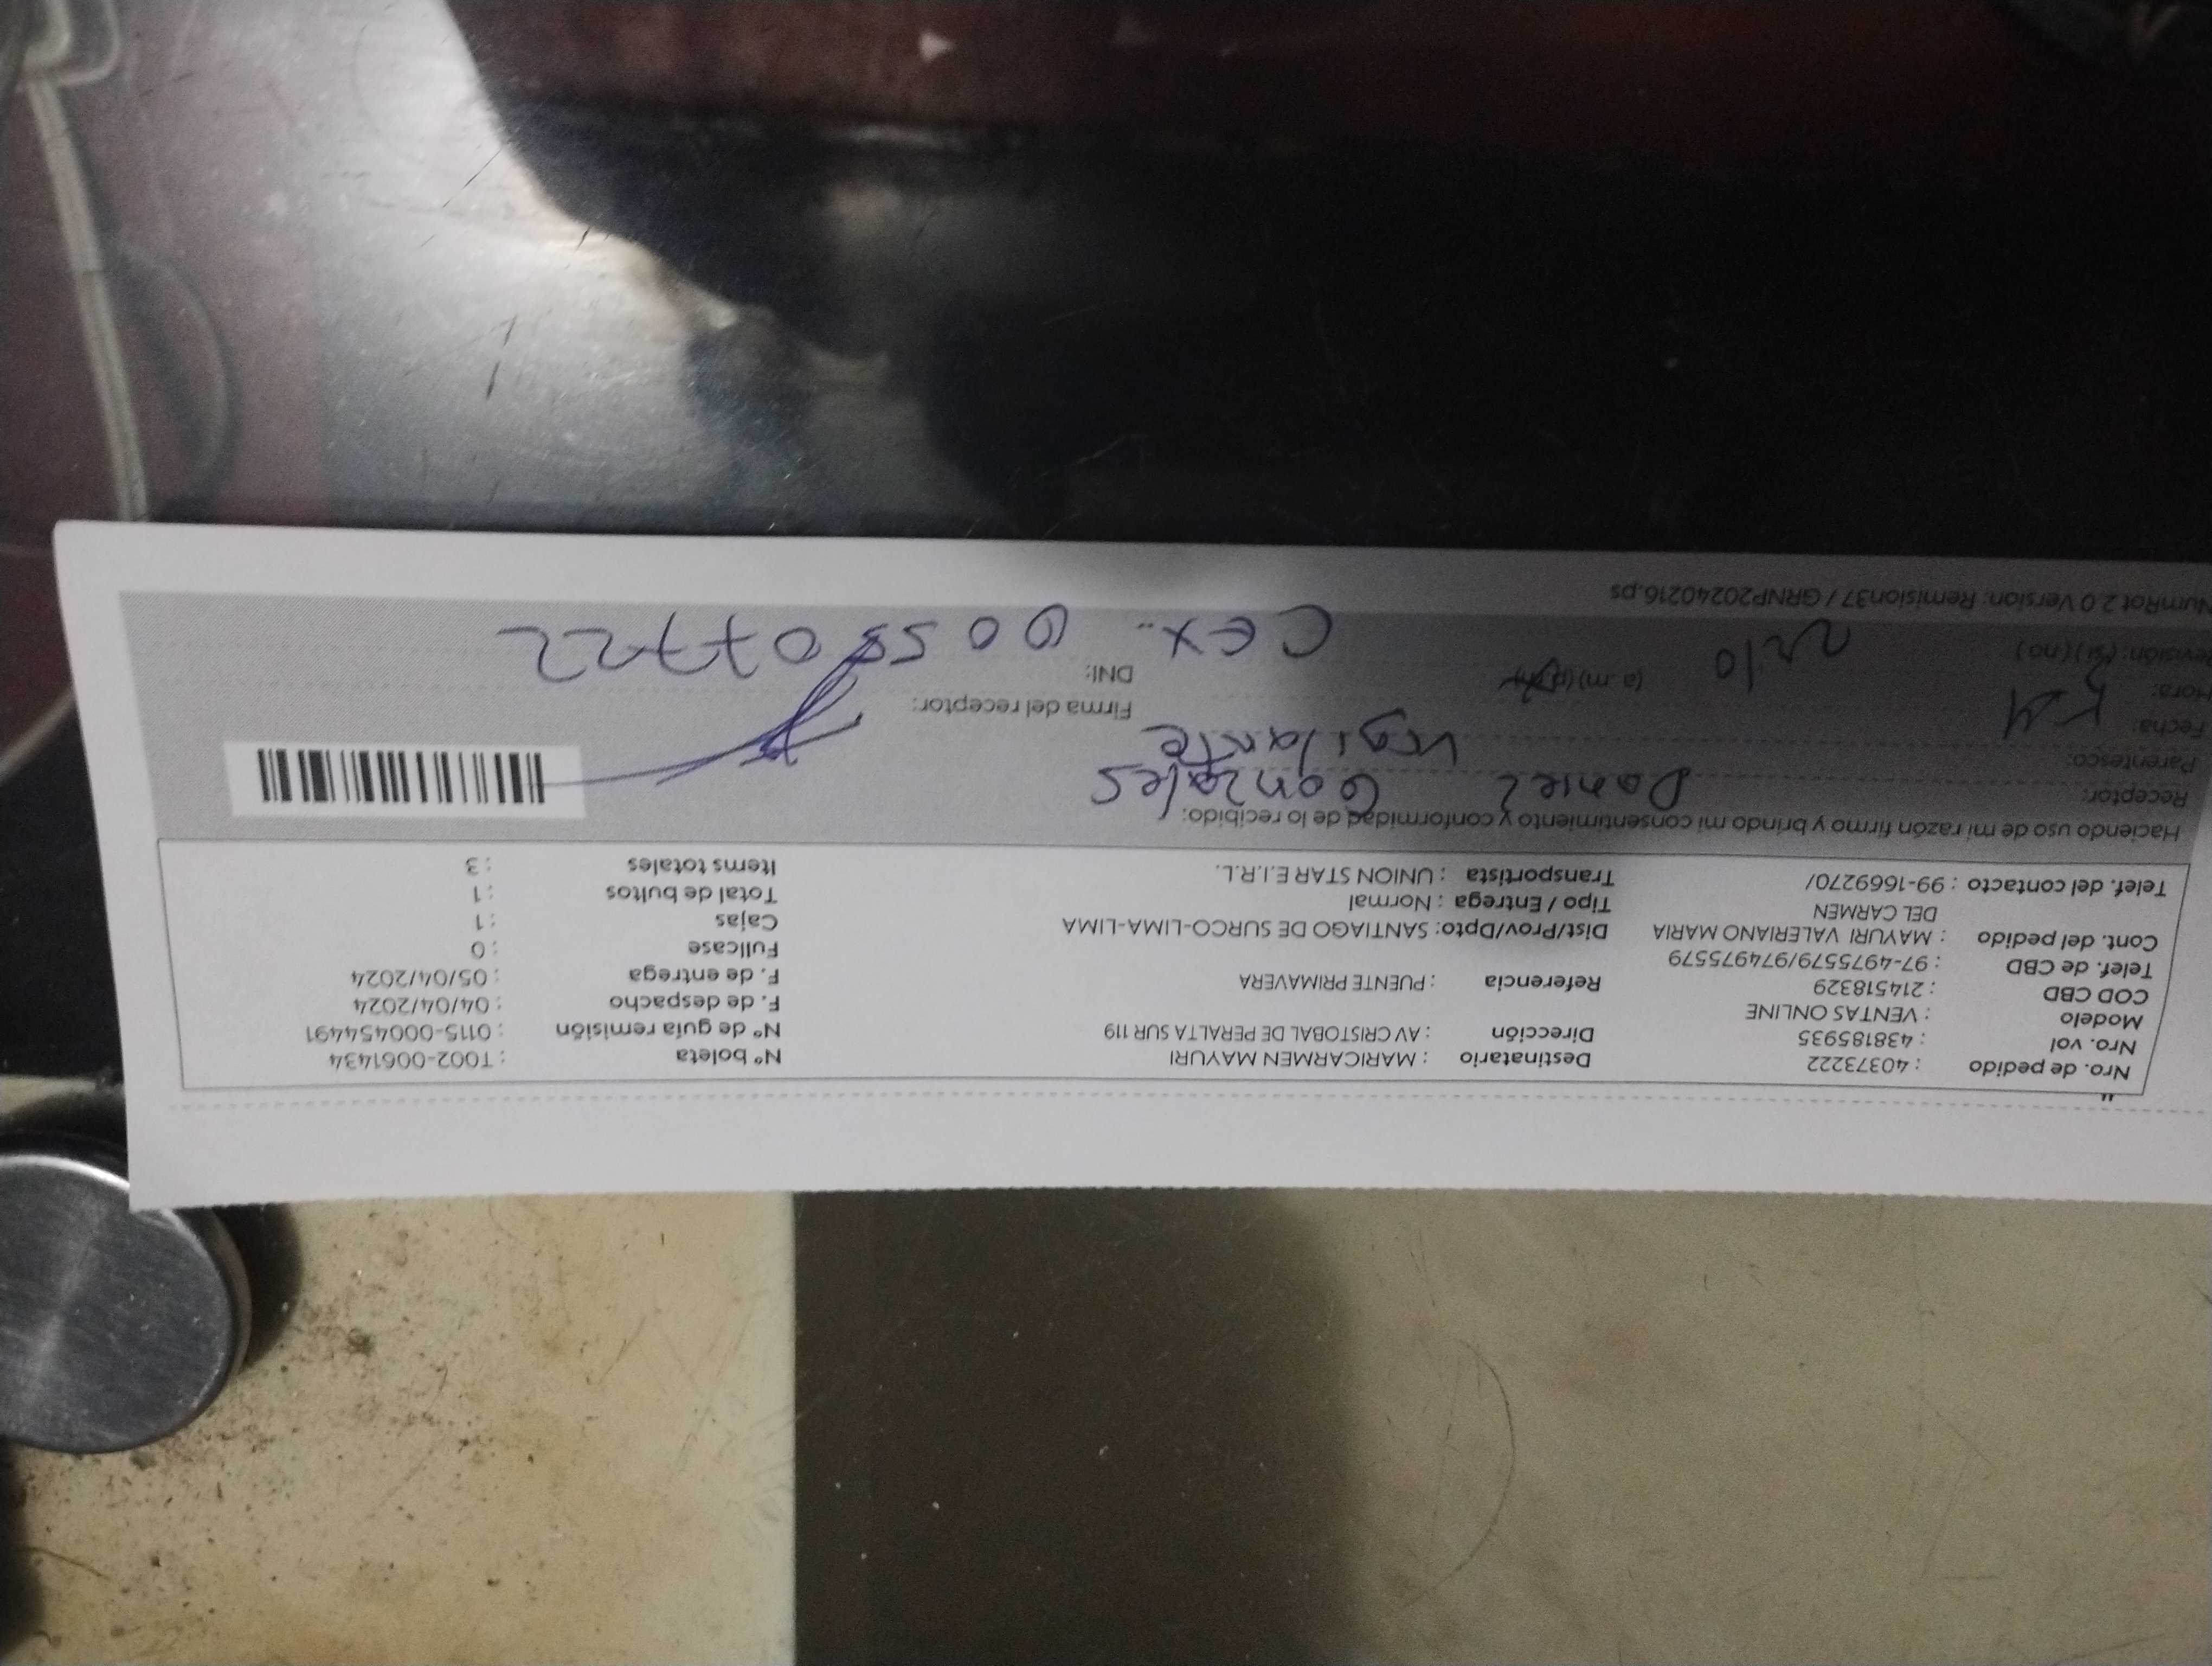 Nro. de pedido : 40373222 Destinatario : MARICARMEN MAYURI Nº boleta : T002-0061434
Nro. vol : 438185935 Dirección : AV CRISTOBAL DE PERALTA SUR 119 Nº de guía remisión : 0115-000454491
Modelo : VENTAS ONLINE F. de despacho : 04/04/2024
COD CBD : 214518329 Referencia : PUENTE PRIMAVERA F. de entrega : 05/04/2024
Telef. de CBD : 97-4975579/974975579 Fullcase : 0
Cont. del pedido : MAYURI VALERIANO MARIA Dist/Prov/Dpto: SANTIAGO DE SURCO-LIMA-LIMA Cajas : 1
DEL CARMEN Tipo / Entrega : Normal Total de bultos : 1
Telef. del contacto : 99-1669270/ Transportista : UNION STAR E.I.R.L. Items totales : 3
Haciendo uso de mi razón firmo y brindo mi consentimiento y conformidad de lo recibido:
Receptor: Daniel Gonzales
Parentesco: Vigilante
Fecha: Firma del receptor:
Hora: (a.m) DNI: CEX..
(si) (no)
NumRot 2.0 Version: Remision37 / GRNP20240216.ps